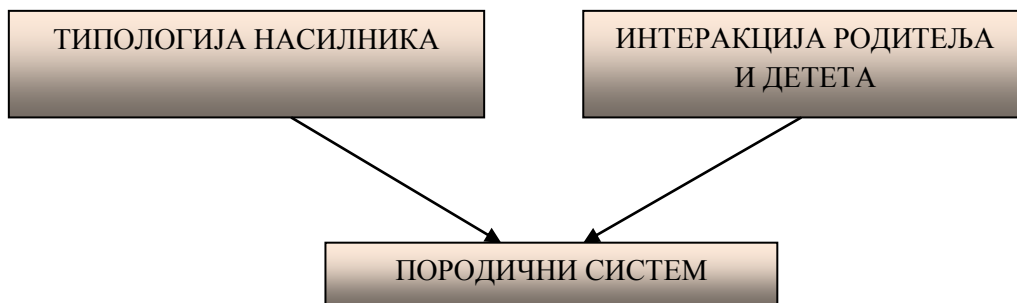 ТИПОЛОГИЈА НАСИЛНИКА
ИНТЕРАКЦИЈА РОДИТЕЉА
И ДЕТЕТА
ПОРОДИЧНИ СИСТЕМ